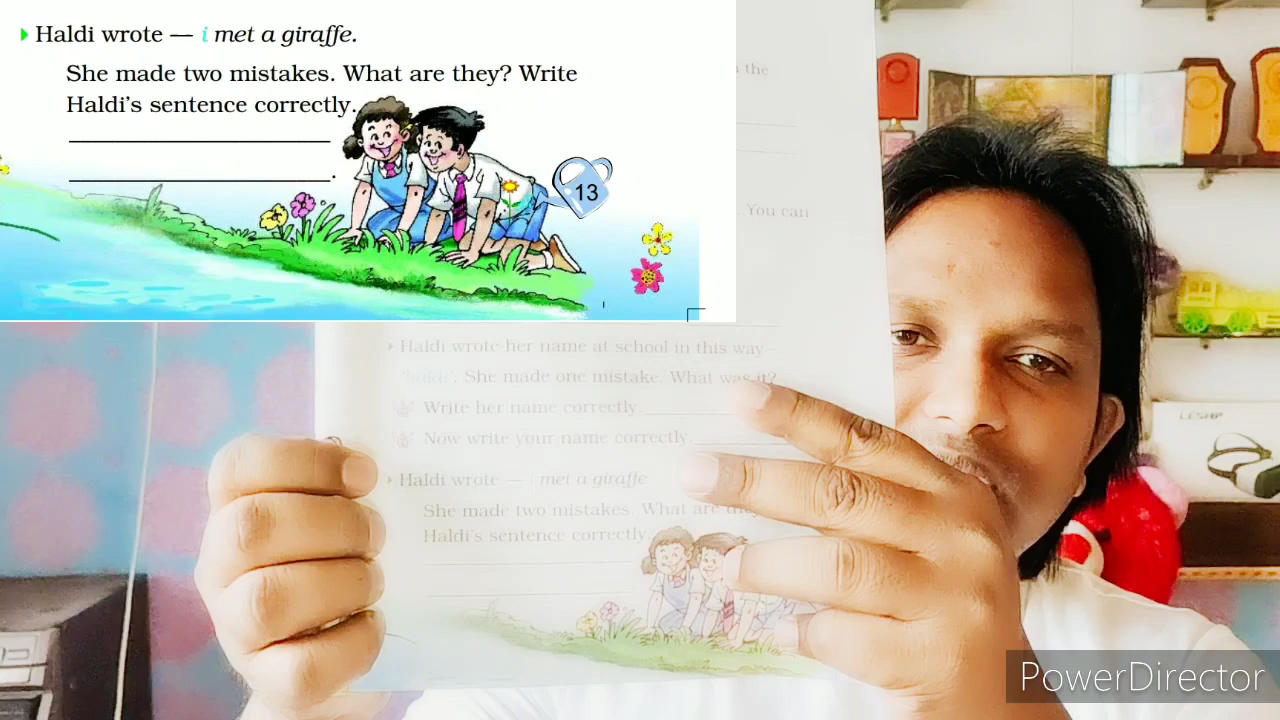 Haldi wrote — i met a giraffe.
She made two mistakes. What are they? Write
Haldi's sentence correctly.
.
13
the
You can
Haldi wrote her name at school in this way—
She made one mistake. What was it?
Write her name correctly.
Now write your name correctly.
Haldi wrote — i met a giraffe
She made two mistakes. What are they
Haldi's sentence correctly.
PowerDirector